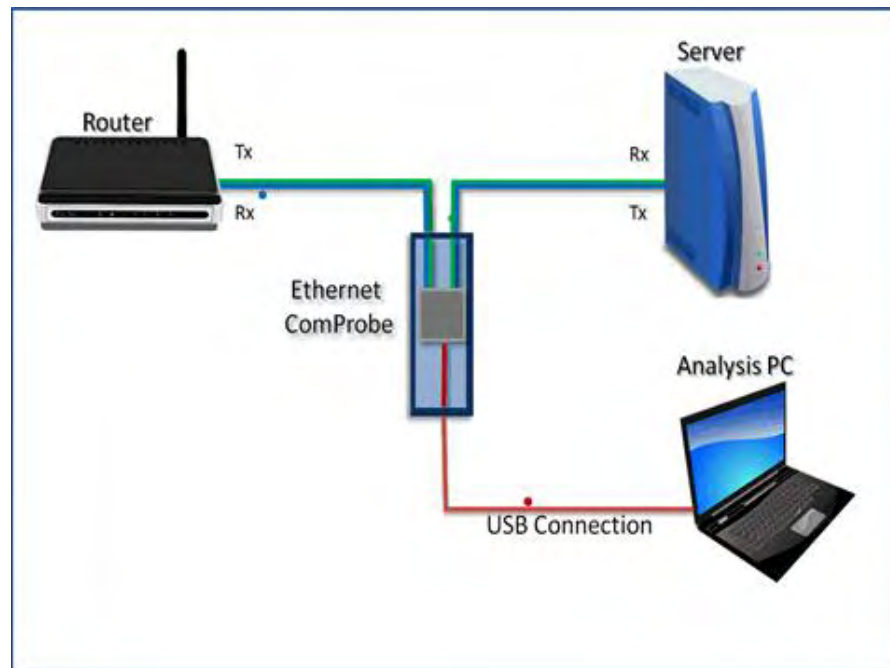 Server
Router
Tx
Rx
Rx
Tx
Ethernet
ComProbe
Analysis PC
USB Connection